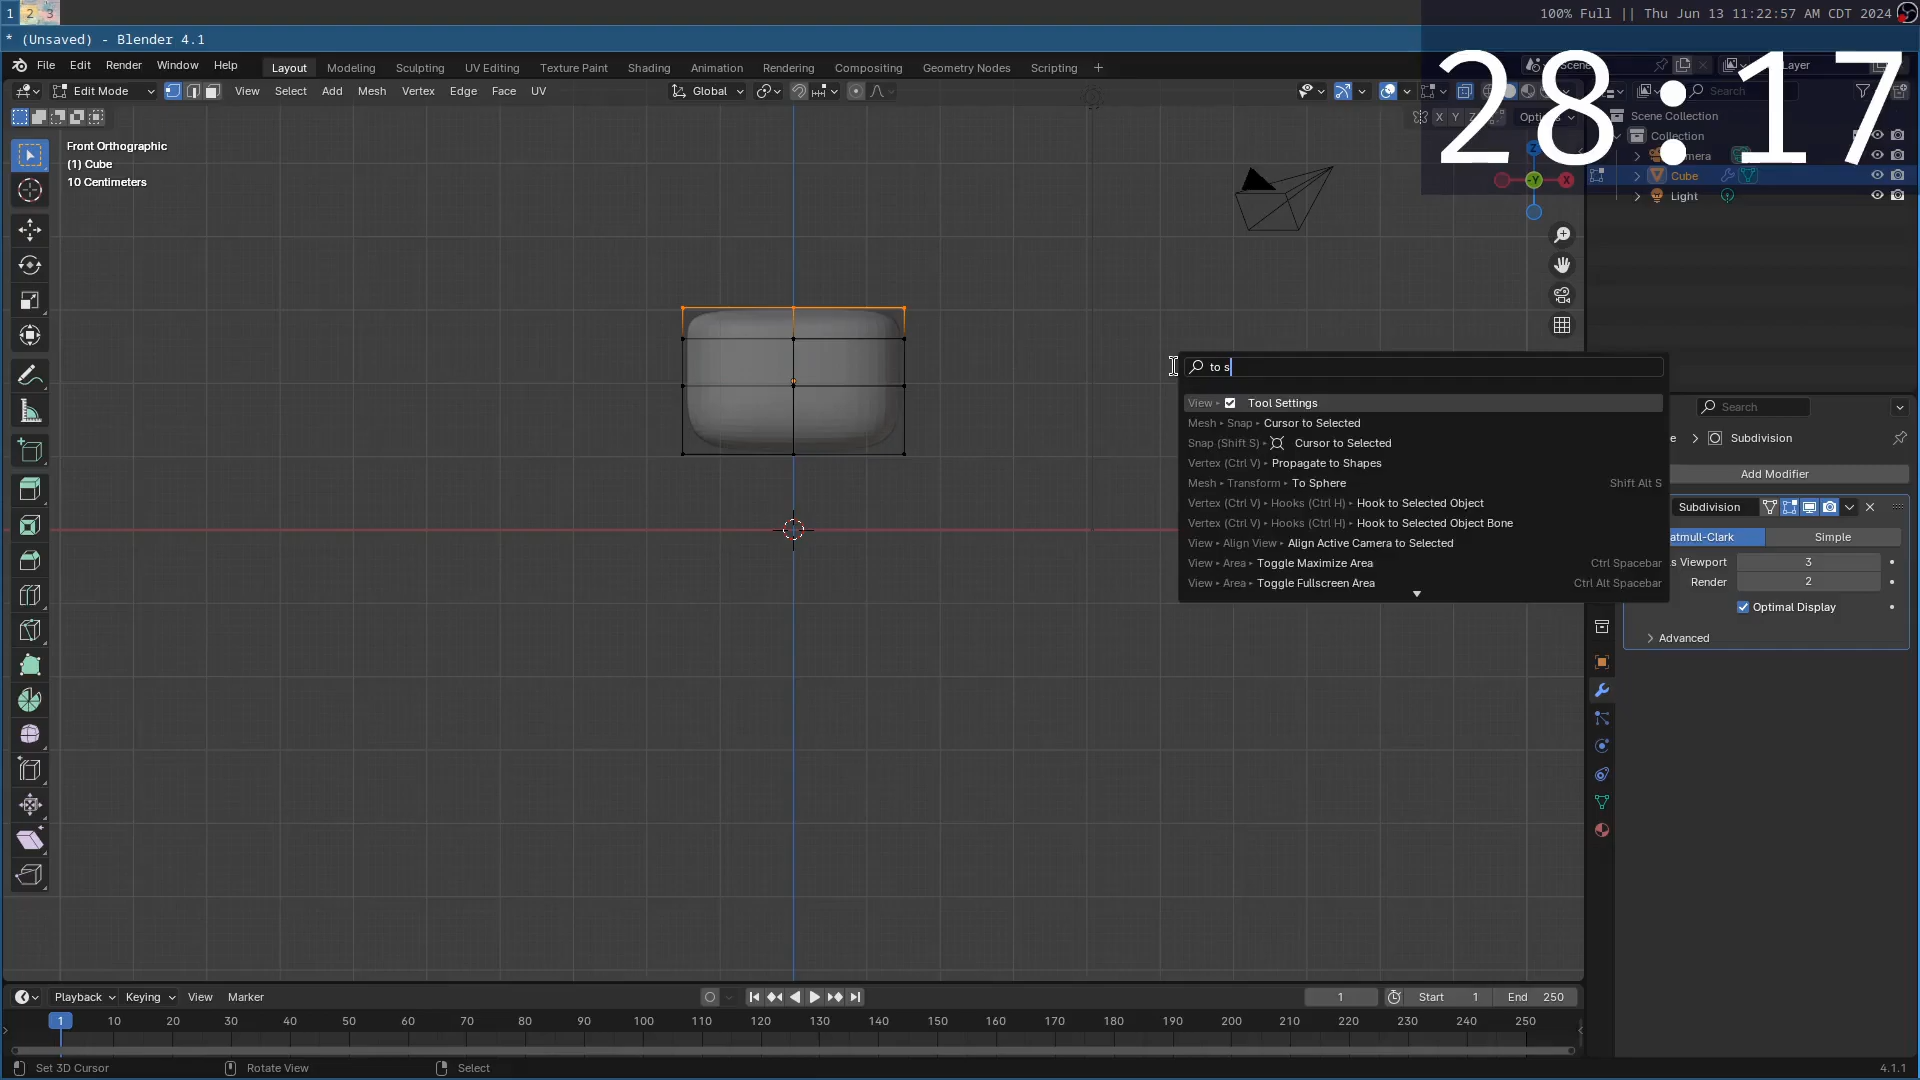 1 2 3
100% Full || Thu Jun 13 11:22:57 AM CDT 2024
* (Unsaved) - Blender 4.1
28:17
File Edit Render Window Help
Layout Modeling Sculpting UV Editing Texture Paint Shading Animation Rendering Compositing Geometry Nodes Scripting +
Scene
Layer
Edit Mode View Select Add Mesh Vertex Edge Face UV
Global
Search
X Y Z
Front Orthographic
(1) Cube
10 Centimeters
Z
-Y X
Scene Collection
Collection
Cube
Light
to s
View Tool Settings
Mesh Snap Cursor to Selected
Snap (Shift S) Cursor to Selected
Vertex (Ctrl V) Propagate to Shapes
Mesh Transform To Sphere Shift Alt S
Vertex (Ctrl V) Hooks (Ctrl H) Hook to Selected Object
Vertex (Ctrl V) Hooks (Ctrl H) Hook to Selected Object Bone
View Align View Align Active Camera to Selected
View Area Toggle Maximize Area Ctrl Spacebar
View Area Toggle Fullscreen Area Ctrl Alt Spacebar
Search
e Subdivision
Add Modifier
Subdivision
atmull-Clark Simple
s Viewport 3
Render 2
Optimal Display
Advanced
Playback Keying View Marker
1 Start 1 End 250
1 10 20 30 40 50 60 70 80 90 100 110 120 130 140 150 160 170 180 190 200 210 220 230 240 250
Set 3D Cursor Rotate View Select
4.1.1